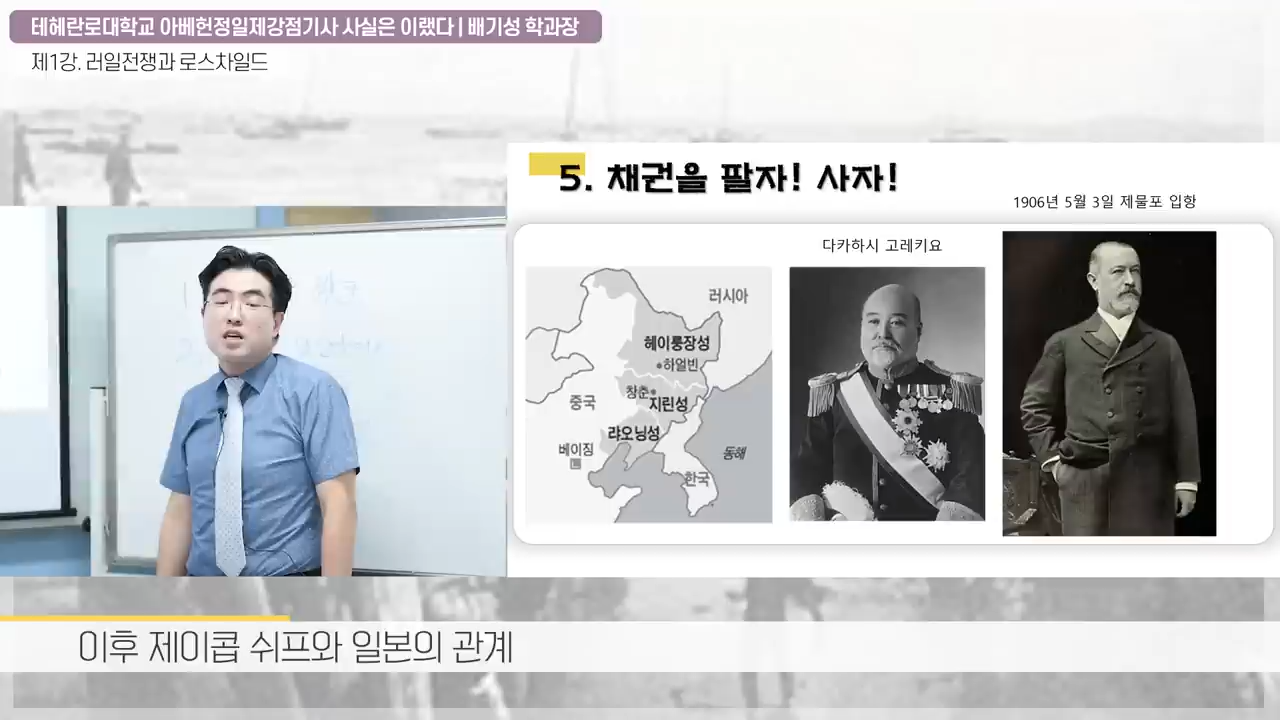 테헤란로대학교 아베헌정일제강점기사 사실은 이랬다 | 배기성 학과장
제1강. 러일전쟁과 로스차일드
5. 채권을 팔자! 사자!
1906년 5월 3일 제물포 입항
다카하시 고레키요
러시아
헤이룽장성
하얼빈
창춘
지린성
중국
랴오닝성
베이징
동해
한국
이후 제이콥 쉬프와 일본의 관계